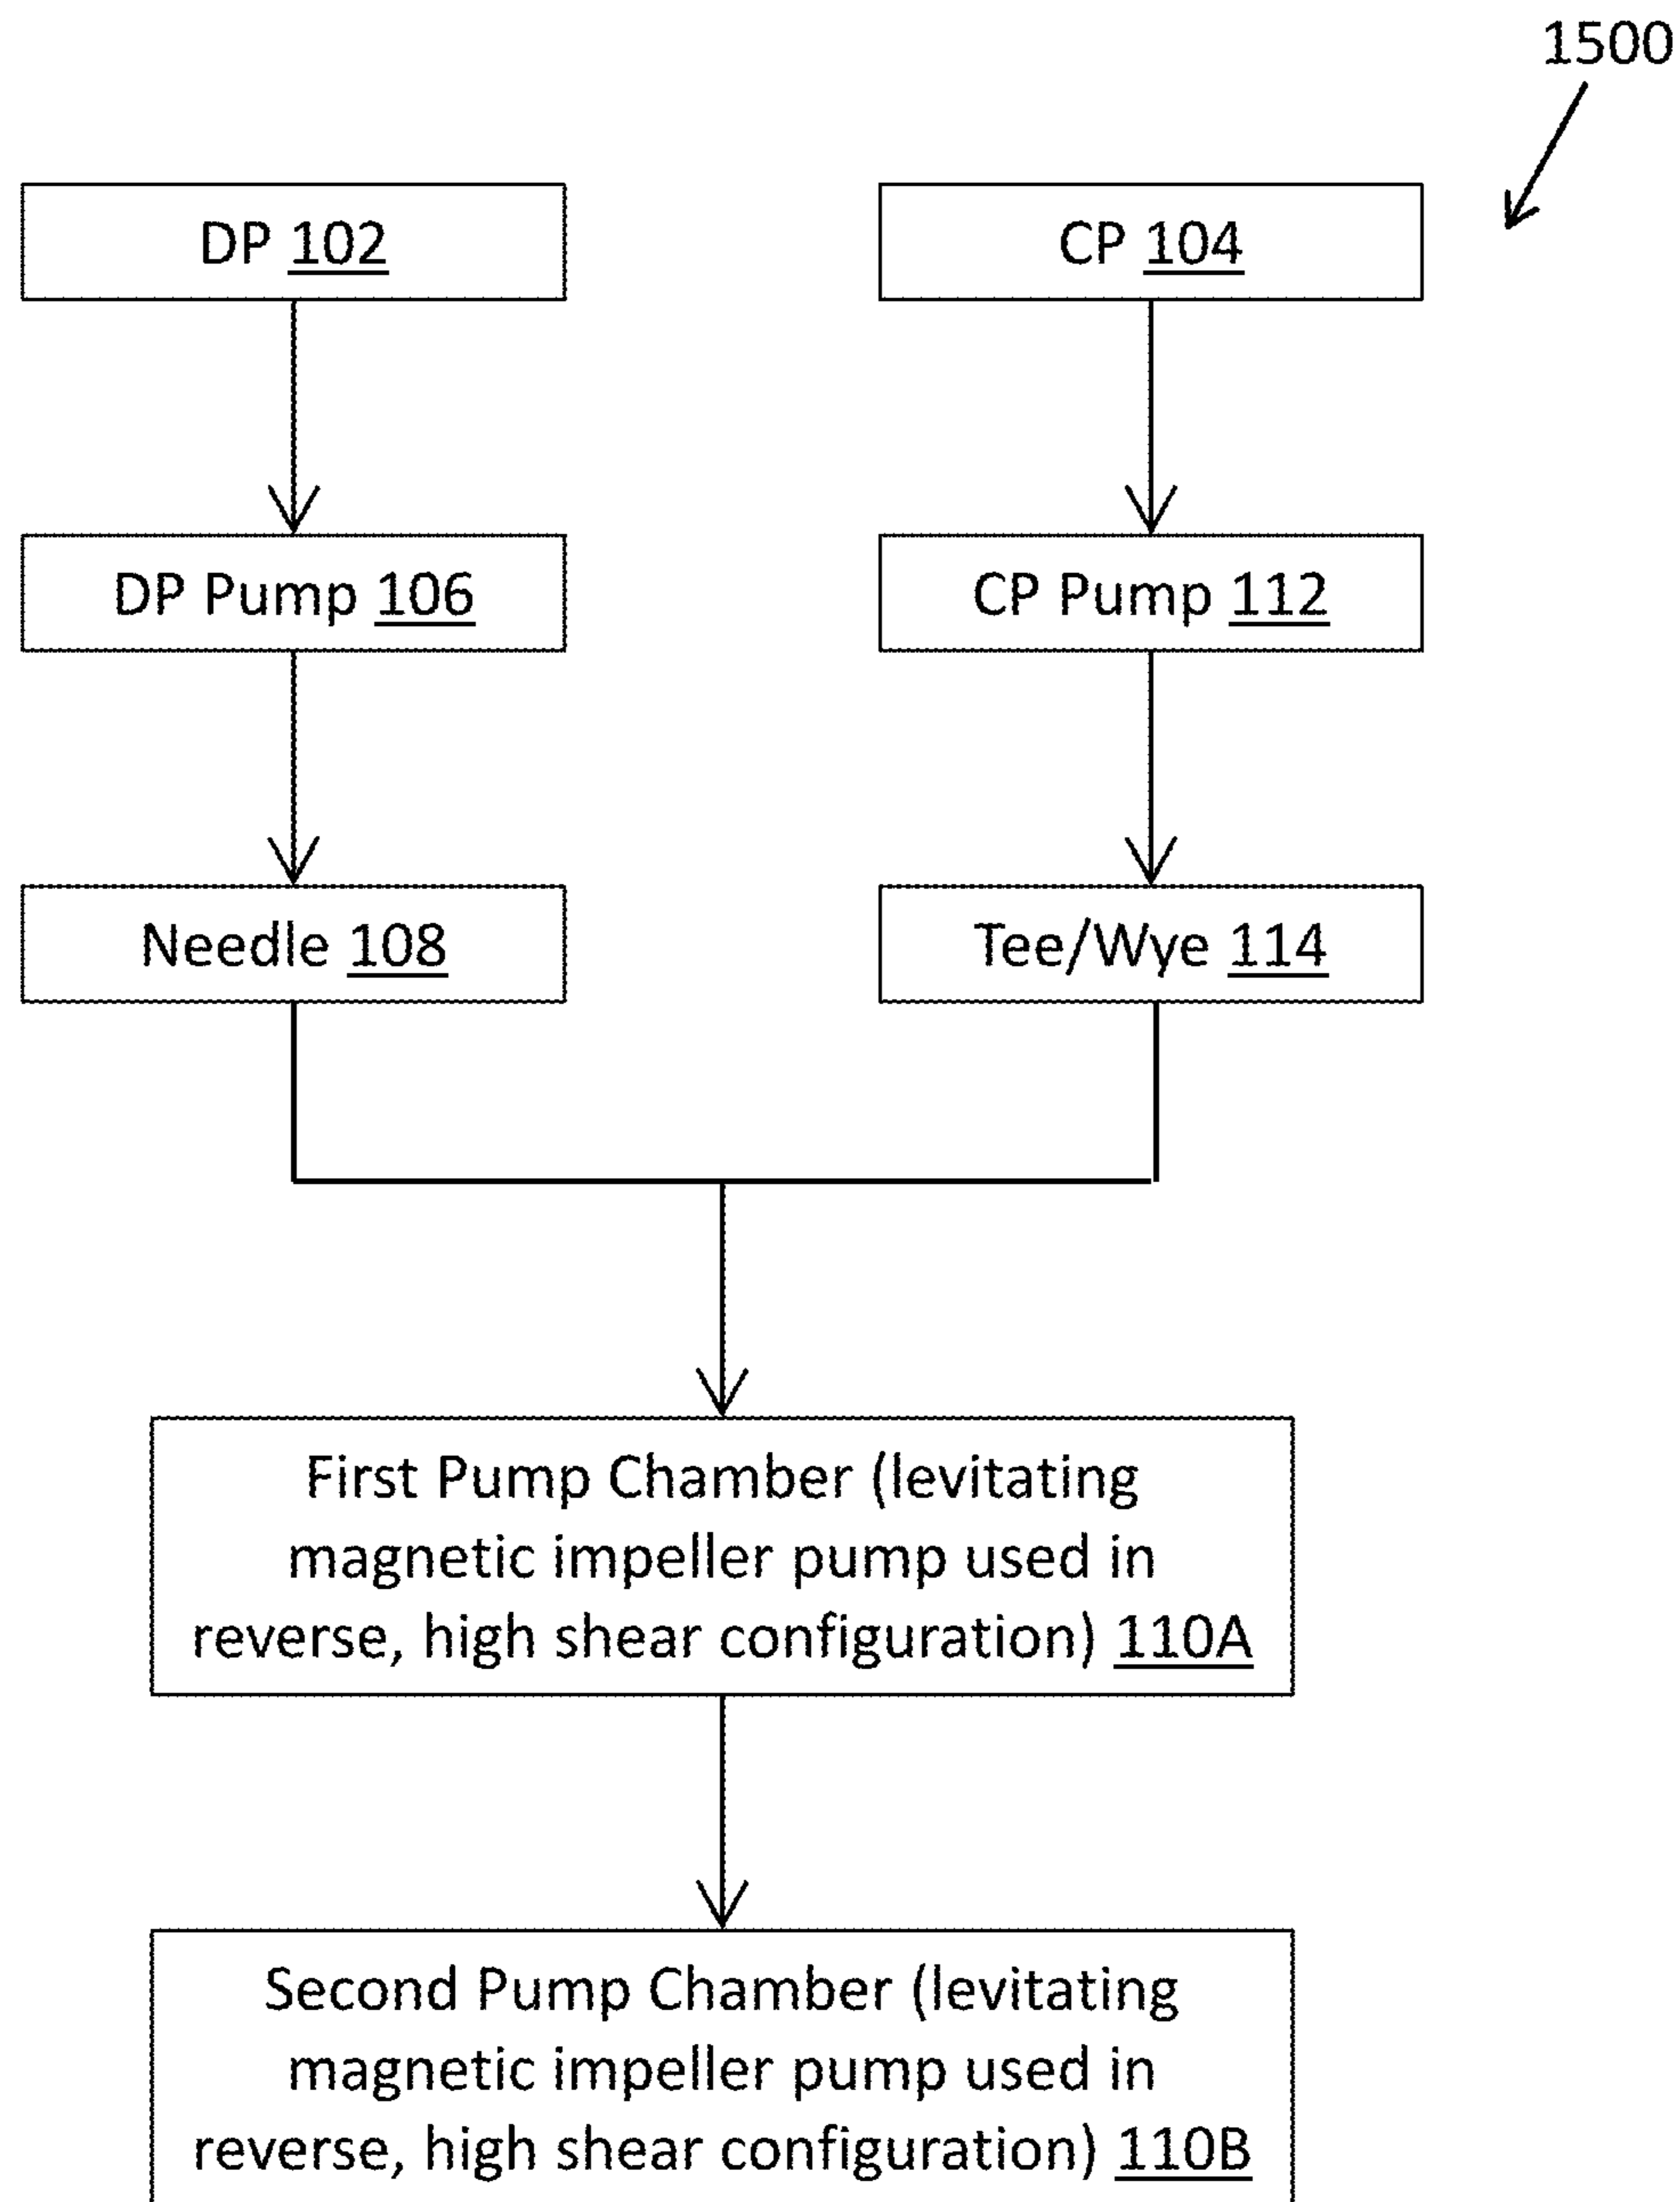 1500
DP 102
CP 104
DP Pump 106
CP Pump 112
Needle 108
Tee/Wye 114
First Pump Chamber (levitating
magnetic impeller pump used in
reverse, high shear configuration) 110A
Second Pump Chamber (levitating
magnetic impeller pump used in
reverse, high shear configuration) 110B